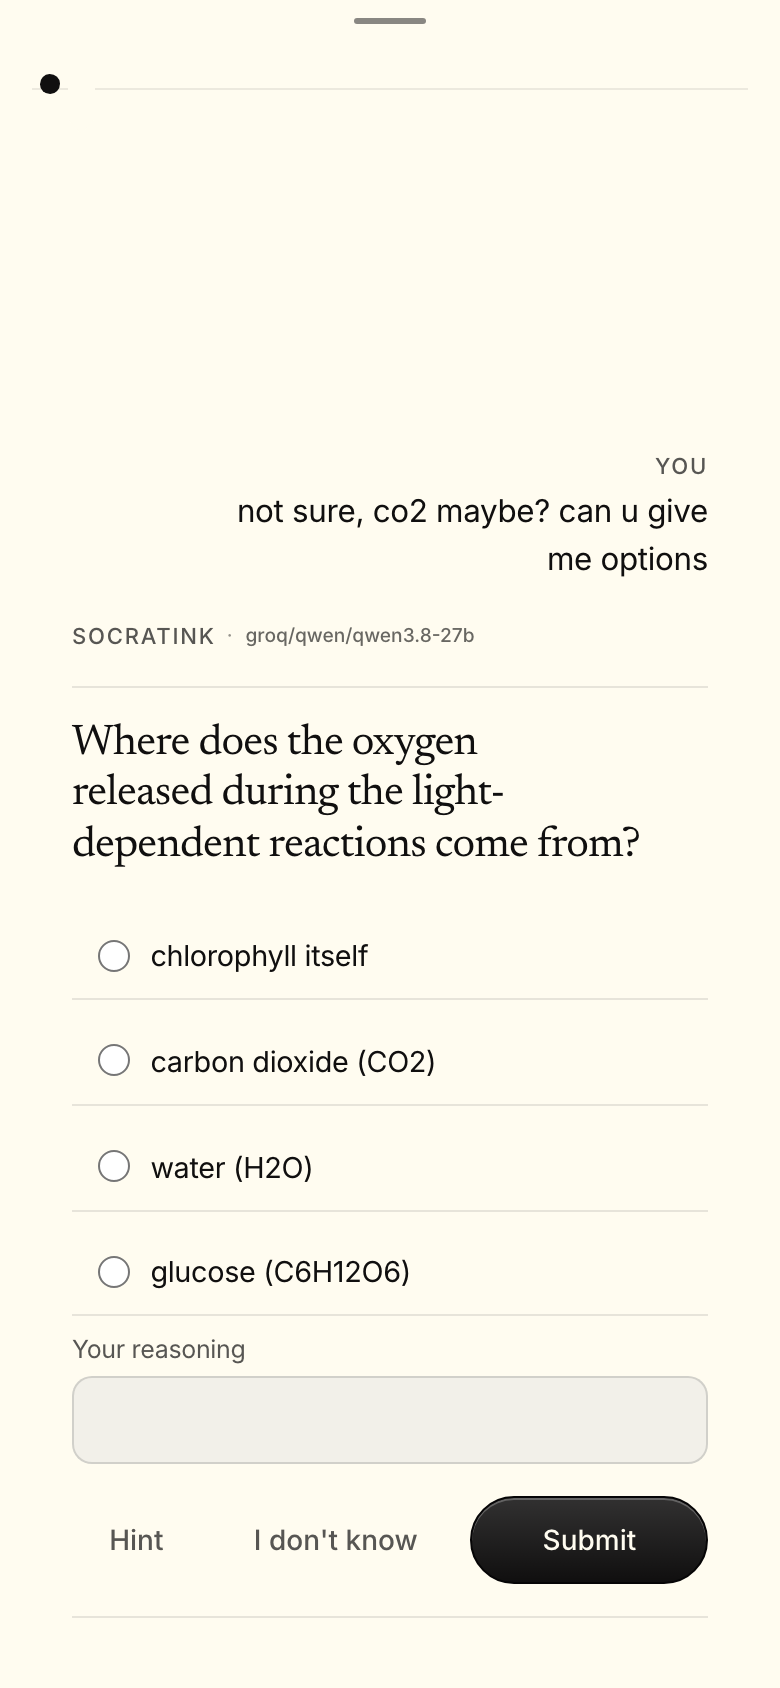 YOU
not sure, co2 maybe? can u give
me options
SOCRATINK · groq/qwen/qwen3.8-27b
Where does the oxygen
released during the light-
dependent reactions come from?
chlorophyll itself
carbon dioxide (CO2)
water (H2O)
glucose (C6H12O6)
Your reasoning
Hint
I don't know
Submit